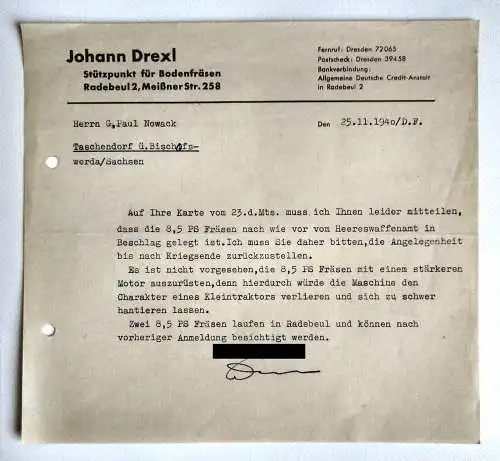 Johann Drexl
Stützpunkt für Bodenfräsen
Radebeul 2, Meißner Str. 258
Fernruf: Dresden 72065
Postscheck: Dresden 39458
Bankverbindung:
Allgemeine Deutsche Credit-Anstalt
in Radebeul 2
Herrn G,Paul Nowack
Den 25.11.1940/D.F.
Taschendorf ü.Bischofs-
werda/Sachsen
Auf Ihre Karte vom 23.d.Mts. muss ich Ihnen leider mitteilen,
dass die 8,5 PS Fräsen nach wie vor vom Heereswaffenamt in
Beschlag gelegt ist.Ich muss Sie daher bitten,die Angelegenheit
bis nach Kriegsende zurückzustellen.
Es ist nicht vorgesehen,die 8,5 PS Fräsen mit einem stärkeren
Motor auszurüsten,denn hierdurch würde die Maschine den
Charakter eines Kleintraktors verlieren und sich zu schwer
hantieren lassen.
Zwei 8,5 PS Fräsen laufen in Radebeul und können nach
vorheriger Anmeldung besichtigt werden.